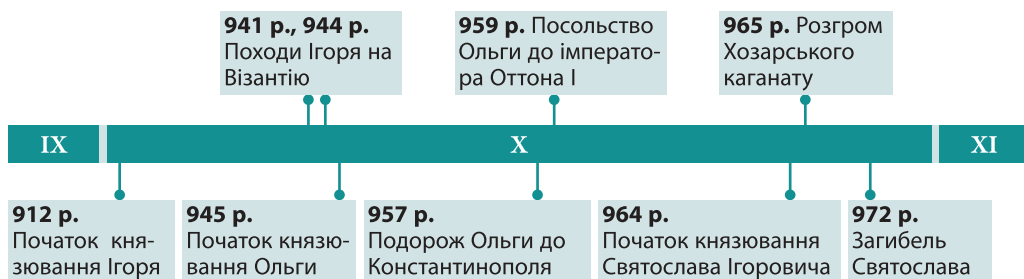 941 р., 944 р.
Походи Ігоря на
Візантію
959 р. Посольство
Ольги до імперато-
ра Оттона І
965 р. Розгром
Хозарського
каганату
IX
X
XI
912 р.
Початок кня-
зювання Ігоря
945 р.
Початок князю-
вання Ольги
957 р.
Подорож Ольги до
Константинополя
964 р.
Початок князювання
Святослава Ігоровича
972 р.
Загибель
Святослава